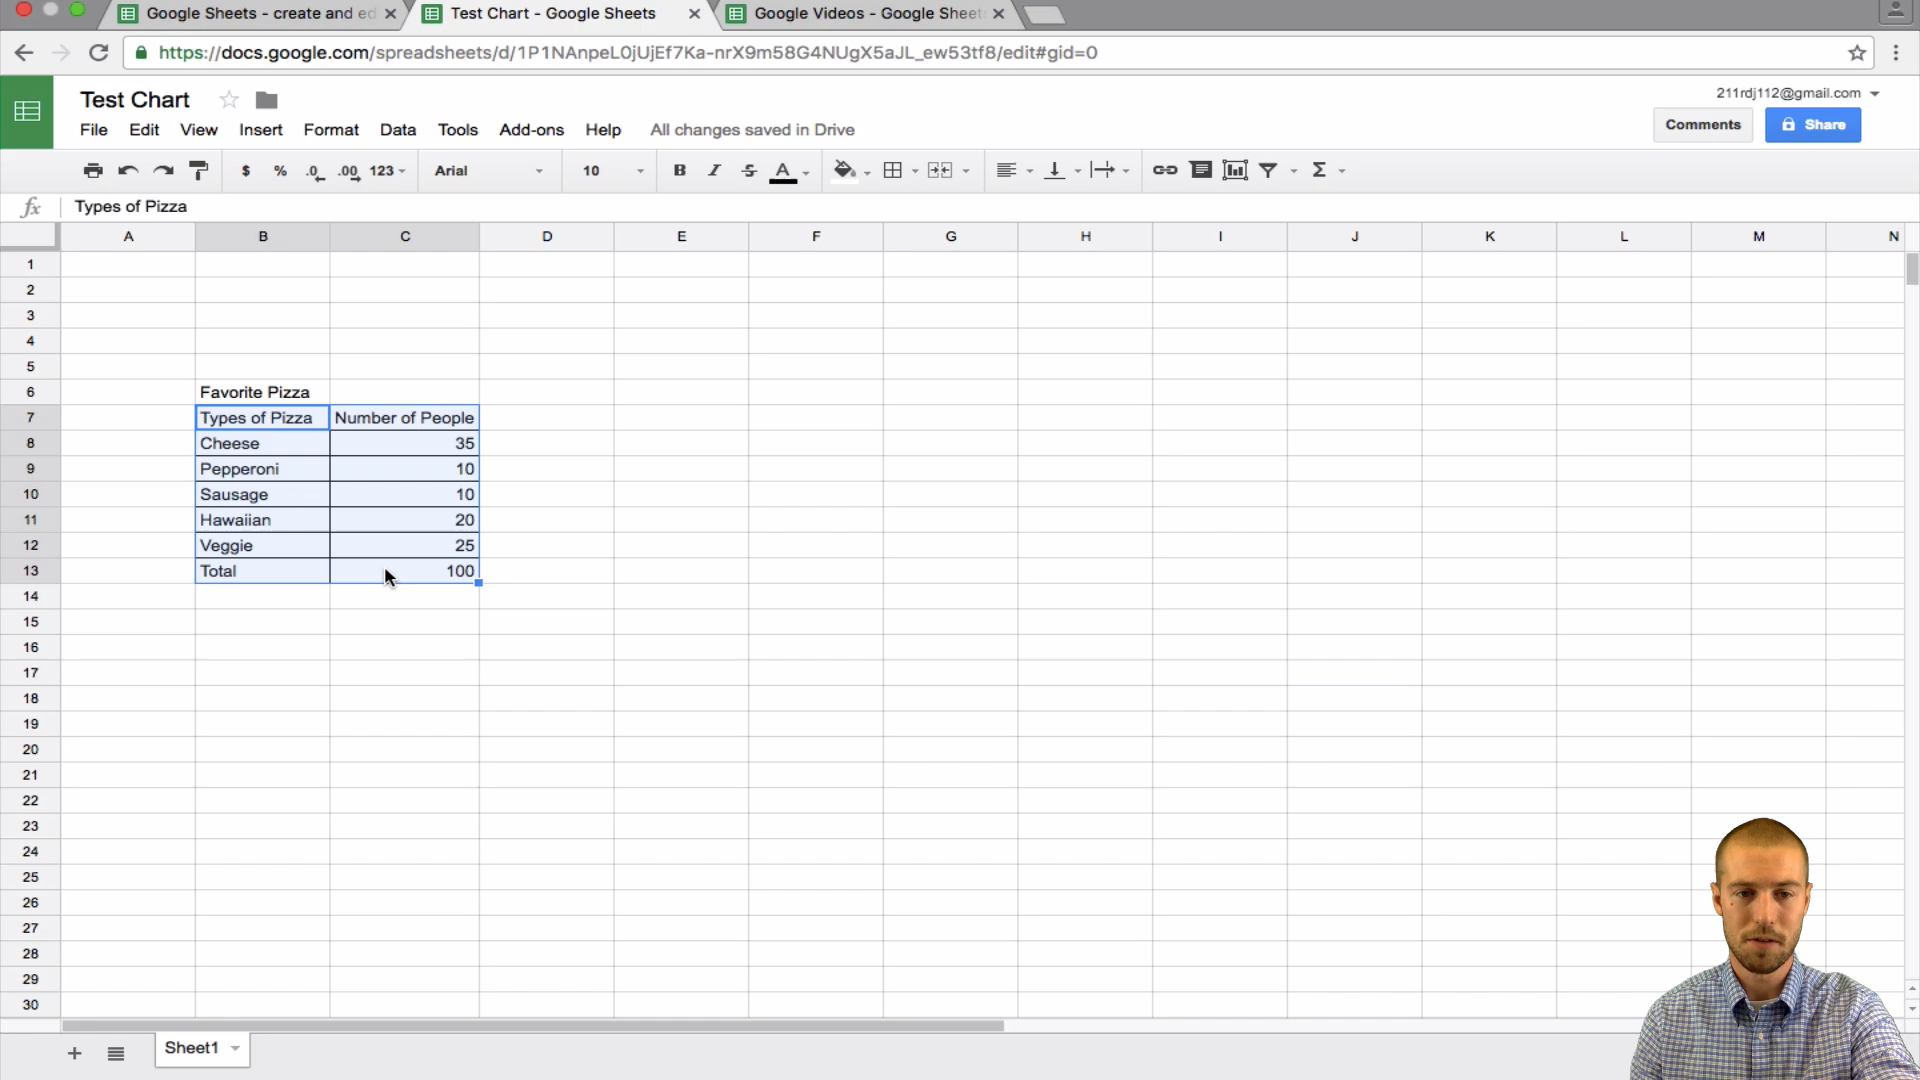 Google Sheets - create and ed
Test Chart - Google Sheets
Google Videos - Google Sheet
https://docs.google.com/spreadsheets/d/1P1NAnpeL0jUjEf7Ka-nrX9m58G4NUgX5aJL_ew53tf8/edit#gid=0
Test Chart
211rdj112@gmail.com
File Edit View Insert Format Data Tools Add-ons Help All changes saved in Drive
Comments Share
$ % .0 .00 123 Arial 10 B I S A Σ
fx Types of Pizza
A B C D E F G H I J K L M N
1
2
3
4
5
6 Favorite Pizza
7 Types of Pizza Number of People
8 Cheese 35
9 Pepperoni 10
10 Sausage 10
11 Hawaiian 20
12 Veggie 25
13 Total 100
14
15
16
17
18
19
20
21
22
23
24
25
26
27
28
29
30
Sheet1